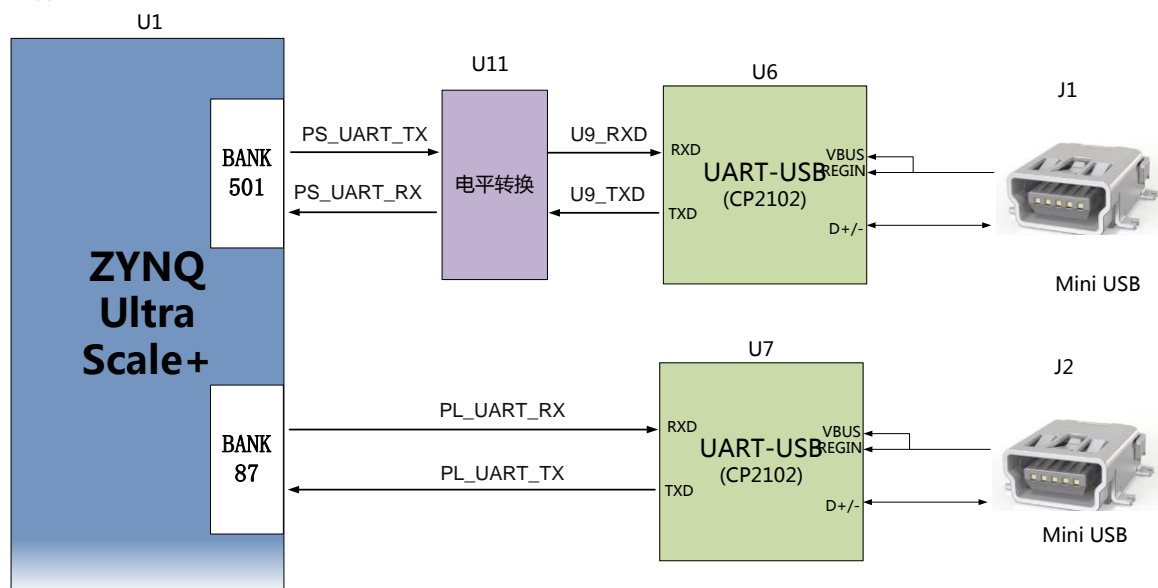 U1
U11
U6
J1
BANK
501
PS_UART_TX
PS_UART_RX
电平转换
U9_RXD
U9_TXD
RXD
TXD
UART-USB
(CP2102)
VBUS
REGIN
D+/-
Mini USB
ZYNQ
Ultra
Scale+
U7
J2
BANK
87
PL_UART_RX
PL_UART_TX
RXD
TXD
UART-USB
(CP2102)
VBUS
REGIN
D+/-
Mini USB